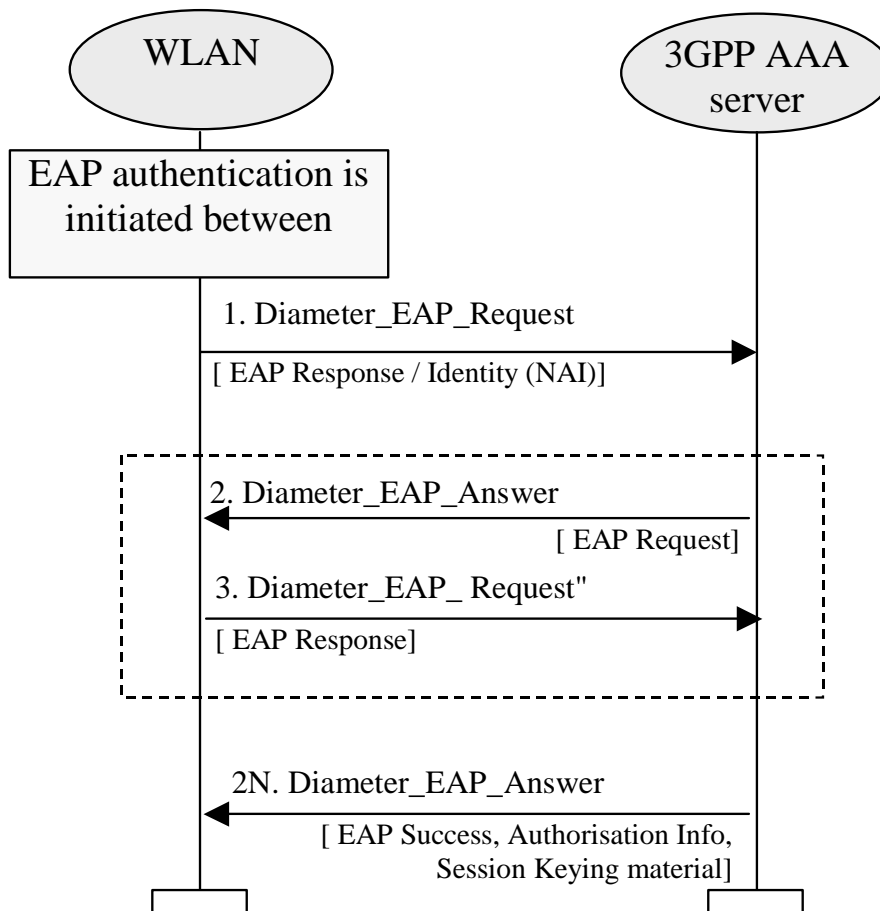 WLAN
3GPP AAA
server
EAP authentication is
initiated between
1. Diameter_EAP_Request
[ EAP Response / Identity (NAI)]
2. Diameter_EAP_Answer
[ EAP Request]
3. Diameter_EAP_ Request"
[ EAP Response]
2N. Diameter_EAP_Answer
[ EAP Success, Authorisation Info,
Session Keying material]